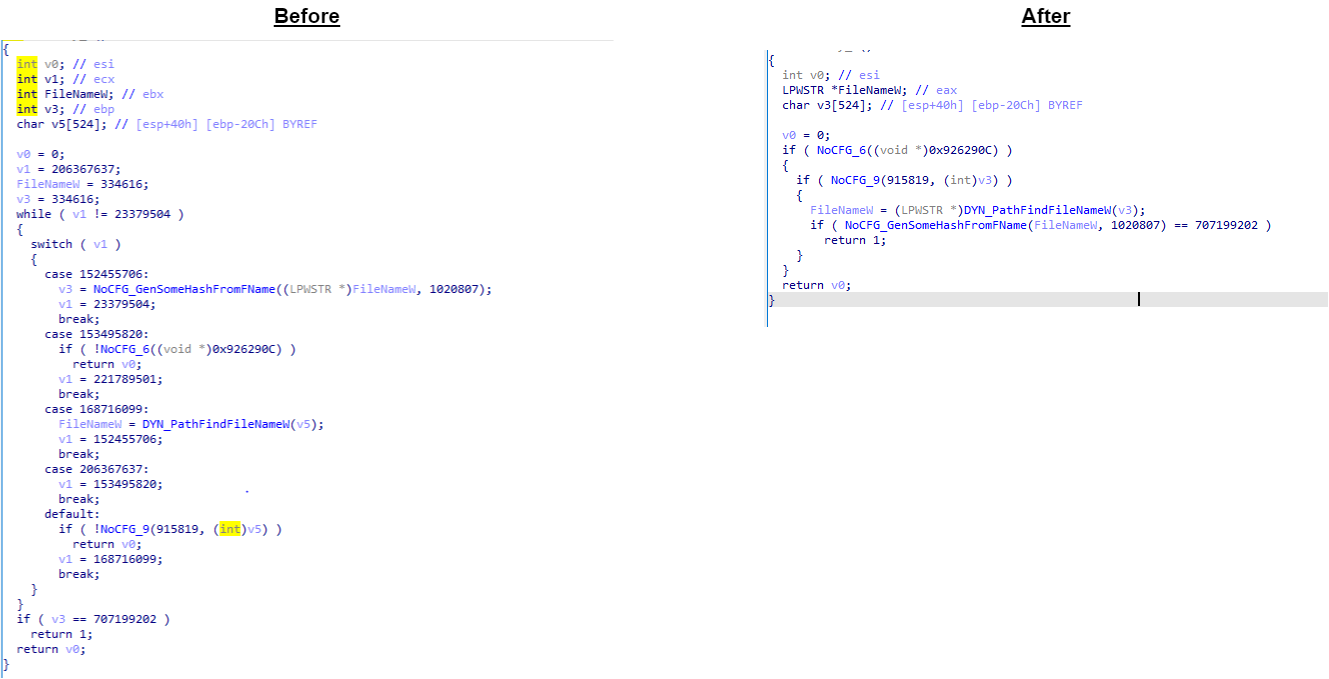 Before
{
int v0; // esi
int v1; // ecx
int FileNameW; // ebx
int v3; // ebp
char v5[524]; // [esp+40h] [ebp-20Ch] BYREF
v0 = 0;
v1 = 206367637;
FileNameW = 334616;
v3 = 334616;
while ( v1 != 23379504 )
{
switch ( v1 )
{
case 152455706:
v3 = NoCFG_GenSomeHashFromFName((LPWSTR *)FileNameW, 1020807);
v1 = 23379504;
break;
case 153495820:
if ( !NoCFG_6((void *)0x926290C) )
return v0;
v1 = 221789501;
break;
case 168716099:
FileNameW = DYN_PathFindFileNameW(v5);
v1 = 152455706;
break;
case 206367637:
v1 = 153495820;
break;
default:
if ( !NoCFG_9(915819, (int)v5) )
return v0;
v1 = 168716099;
break;
}
}
if ( v3 == 707199202 )
return 1;
return v0;
}
After
{
int v0; // esi
LPWSTR *FileNameW; // eax
char v3[524]; // [esp+40h] [ebp-20Ch] BYREF
v0 = 0;
if ( NoCFG_6((void *)0x926290C) )
{
if ( NoCFG_9(915819, (int)v3) )
{
FileNameW = (LPWSTR *)DYN_PathFindFileNameW(v3);
if ( NoCFG_GenSomeHashFromFName(FileNameW, 1020807) == 707199202 )
return 1;
}
}
return v0;
}